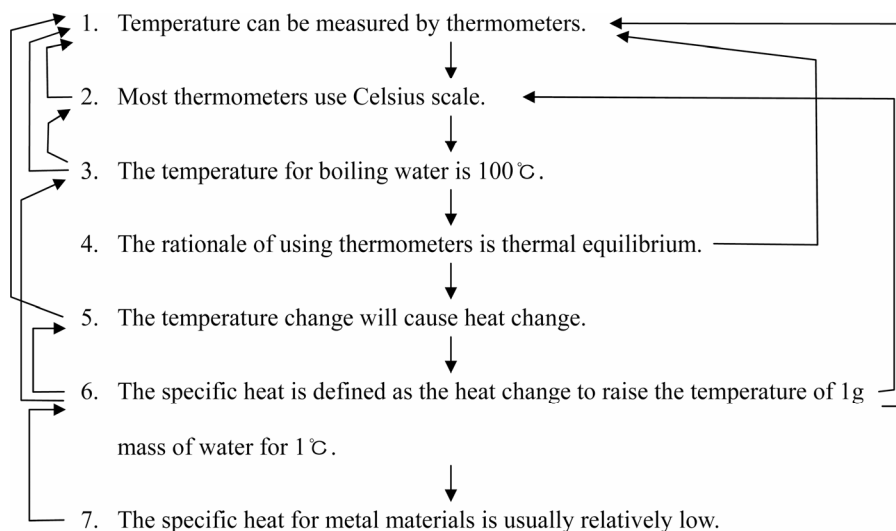 1. Temperature can be measured by thermometers.
2. Most thermometers use Celsius scale.
3. The temperature for boiling water is 100℃.
4. The rationale of using thermometers is thermal equilibrium.
5. The temperature change will cause heat change.
6. The specific heat is defined as the heat change to raise the temperature of 1g
mass of water for 1℃.
7. The specific heat for metal materials is usually relatively low.